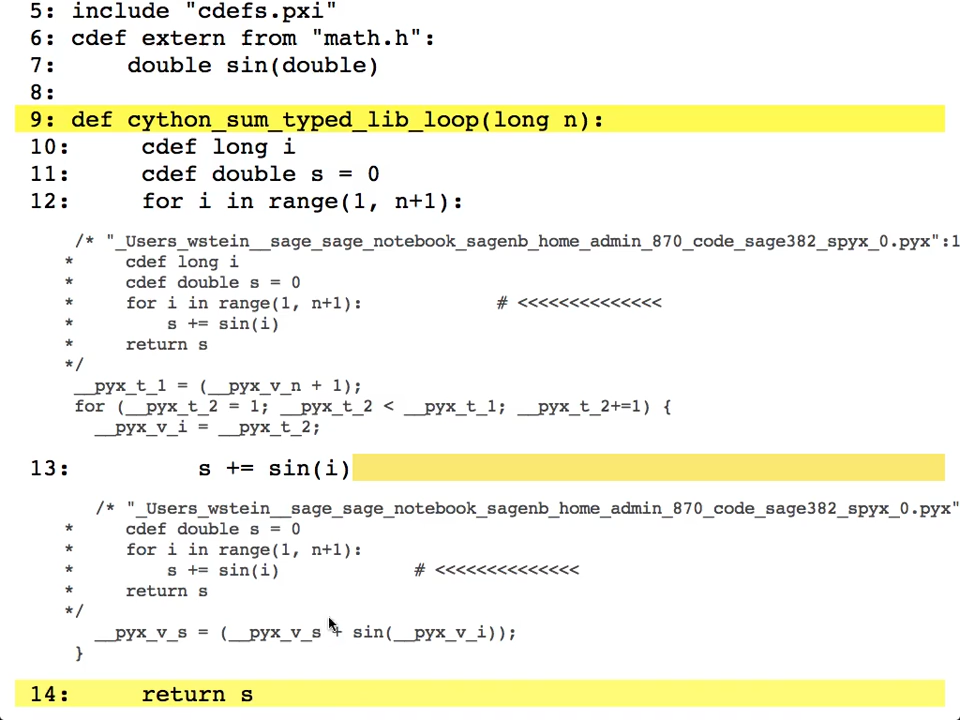 5: include "cdefs.pxi"
6: cdef extern from "math.h":
7:     double sin(double)
8:
9: def cython_sum_typed_lib_loop(long n):
10:     cdef long i
11:     cdef double s = 0
12:     for i in range(1, n+1):
/* "_Users_wstein__sage_sage_notebook_sagenb_home_admin_870_code_sage382_spyx_0.pyx":1
*     cdef long i
*     cdef double s = 0
*     for i in range(1, n+1):             # <<<<<<<<<<<<<<
*         s += sin(i)
*     return s
*/
__pyx_t_1 = (__pyx_v_n + 1);
for (__pyx_t_2 = 1; __pyx_t_2 < __pyx_t_1; __pyx_t_2+=1) {
  __pyx_v_i = __pyx_t_2;
13:         s += sin(i)
/* "_Users_wstein__sage_sage_notebook_sagenb_home_admin_870_code_sage382_spyx_0.pyx"
*     cdef double s = 0
*     for i in range(1, n+1):
*         s += sin(i)             # <<<<<<<<<<<<<<
*     return s
*/
  __pyx_v_s = (__pyx_v_s + sin(__pyx_v_i));
}
14:     return s